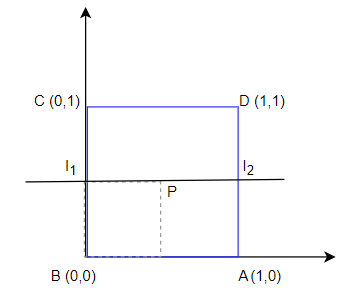 C (0,1) D (1,1)
I1 I2
P
B (0,0) A (1,0)